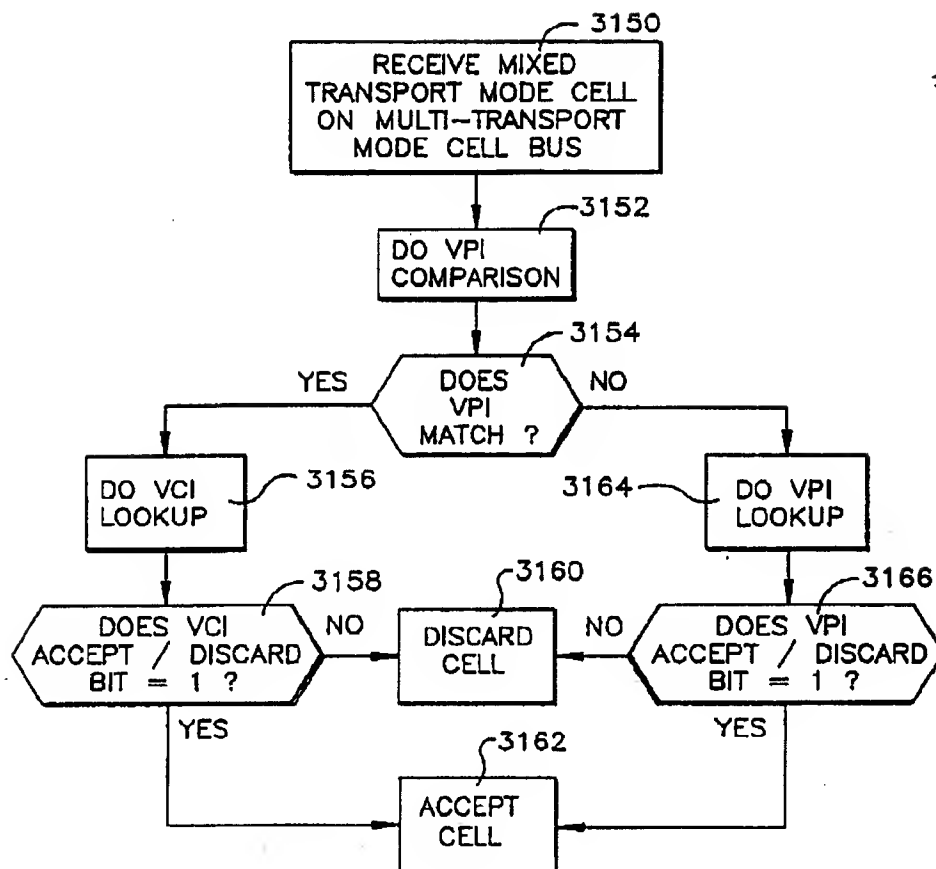 3150
RECEIVE MIXED
TRANSPORT MODE CELL
ON MULTI-TRANSPORT
MODE CELL BUS
3152
DO VPI
COMPARISON
3154
DOES
VPI
MATCH ?
YES
NO
DO VCI
LOOKUP
3156
3164
DO VPI
LOOKUP
3158
DOES VCI
ACCEPT / DISCARD
BIT = 1 ?
NO
3160
DISCARD
CELL
NO
3166
DOES VPI
ACCEPT / DISCARD
BIT = 1 ?
YES
YES
3162
ACCEPT
CELL